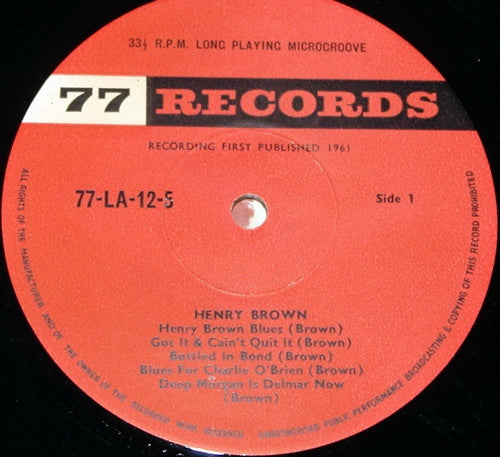 33⅓ R.P.M. LONG PLAYING MICROGROOVE
77 RECORDS
RECORDING FIRST PUBLISHED 1961
77-LA-12-5
Side 1
HENRY BROWN
Henry Brown Blues (Brown)
Got It & Cain't Quit It (Brown)
Bottled In Bond (Brown)
Blues For Charlie O'Brien (Brown)
Deep Morgan Is Delmar Now
(Brown)
ALL RIGHTS OF THE MANUFACTURER AND OF THE OWNER OF THE RECORDED WORK RESERVED
UNAUTHORISED PUBLIC PERFORMANCE BROADCASTING & COPYING OF THIS RECORD PROHIBITED